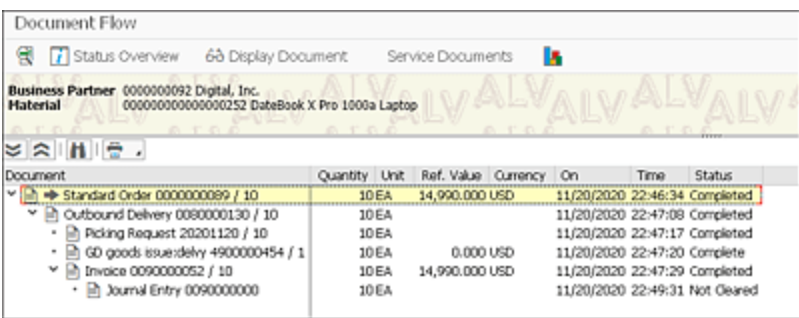 Document Flow
Status Overview Display Document Service Documents
Business Partner 0000000092 Digital, Inc.
Material 000000000000000252 DateBook X Pro 1000a Laptop
Document Quantity Unit Ref. Value Currency On Time Status
Standard Order 0000000089 / 10 10 EA 14,990.000 USD 11/20/2020 22:46:34 Completed
Outbound Delivery 0080000130 / 10 10 EA 11/20/2020 22:47:08 Completed
Picking Request 20201120 / 10 10 EA 11/20/2020 22:47:17 Completed
GD goods issue:delvy 4900000454 / 1 10 EA 0.000 USD 11/20/2020 22:47:20 Complete
Invoice 0090000052 / 10 10 EA 14,990.000 USD 11/20/2020 22:47:29 Completed
Journal Entry 0090000000 10 EA 11/20/2020 22:49:31 Not Cleared